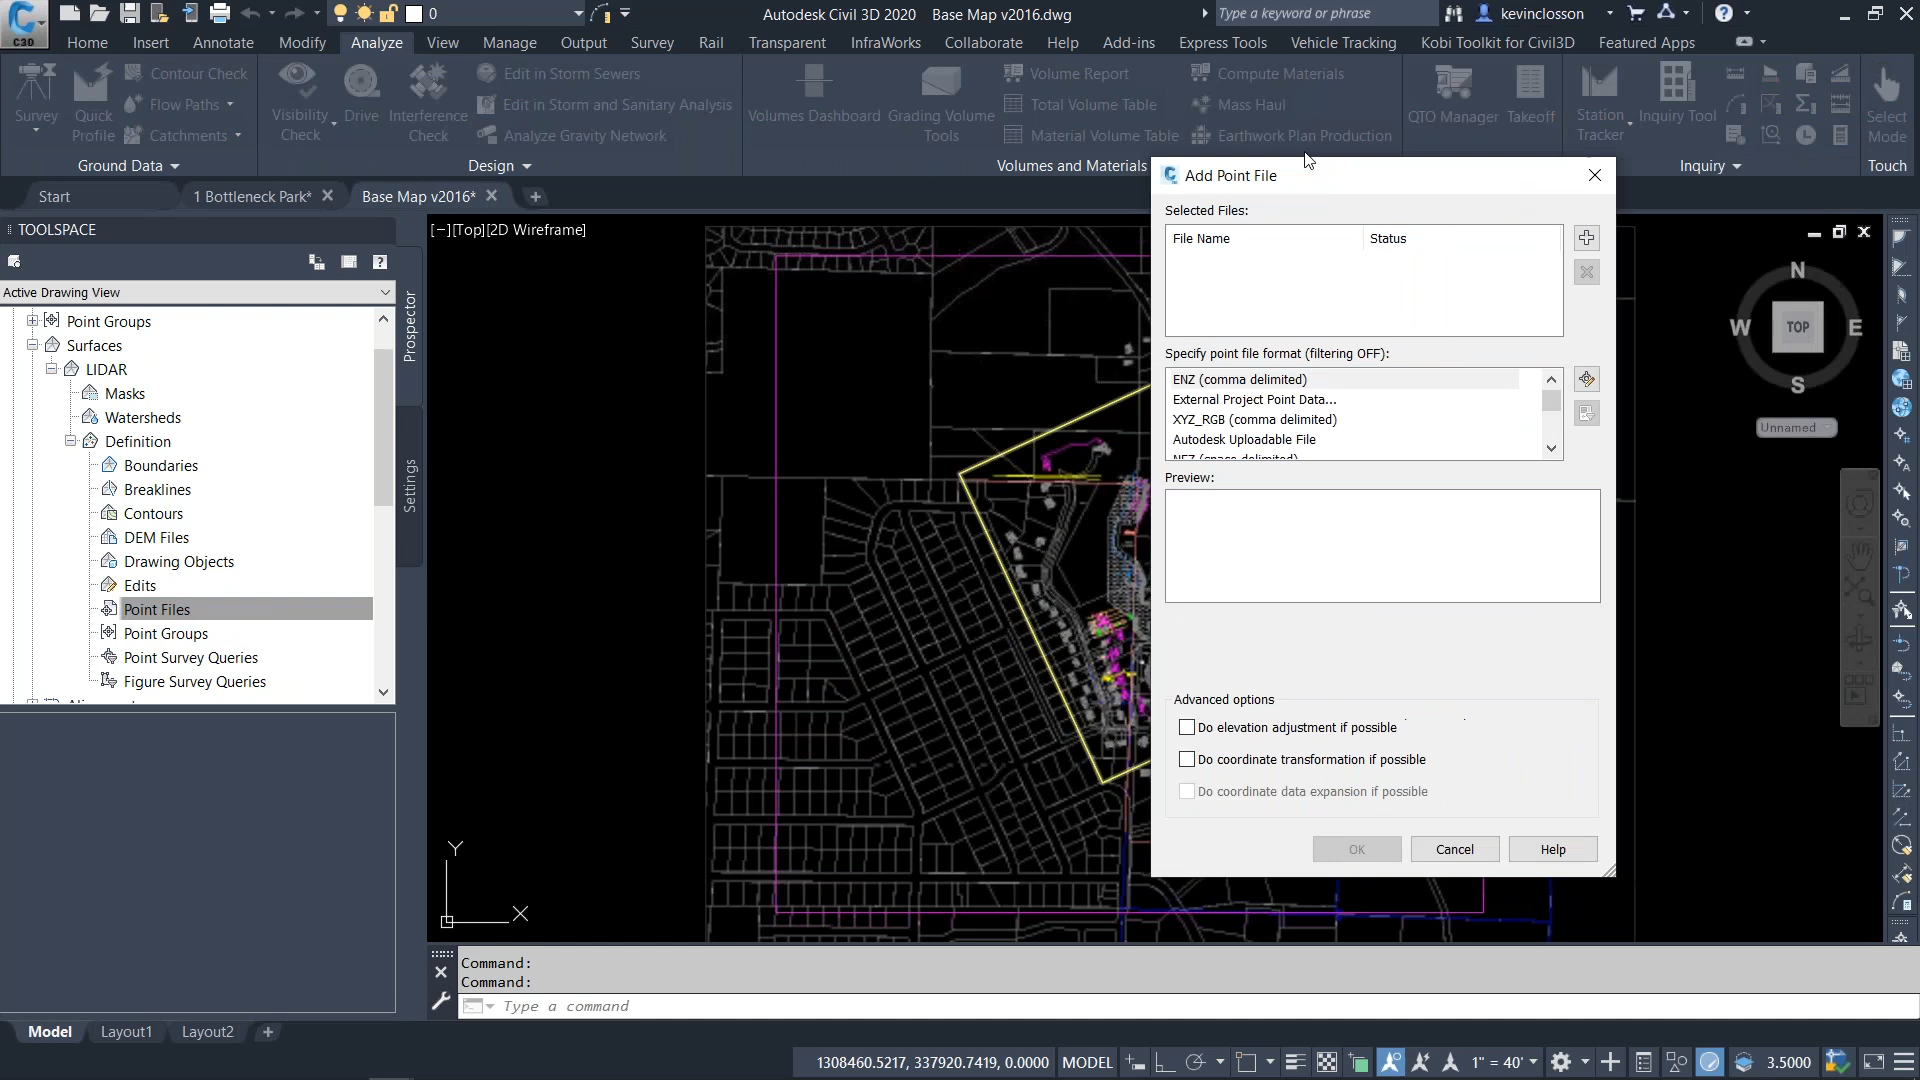 C3D
0
Autodesk Civil 3D 2020 Base Map v2016.dwg
Type a keyword or phrase
kevinclosson
Home Insert Annotate Modify Analyze View Manage Output Survey Rail Transparent InfraWorks Collaborate Help Add-ins Express Tools Vehicle Tracking Kobi Toolkit for Civil3D Featured Apps
Survey
Quick Profile
Contour Check
Flow Paths
Catchments
Ground Data
Visibility Check
Drive
Interference Check
Edit in Storm Sewers
Edit in Storm and Sanitary Analysis
Analyze Gravity Network
Design
Volumes Dashboard
Grading Volume Tools
Volume Report
Total Volume Table
Material Volume Table
Compute Materials
Mass Haul
Earthwork Plan Production
Volumes and Materials
QTO Manager
Takeoff
Station Tracker
Inquiry Tool
Inquiry
Select Mode
Touch
Start
1 Bottleneck Park*
Base Map v2016*
TOOLSPACE
Active Drawing View
Point Groups
Surfaces
LIDAR
Masks
Watersheds
Definition
Boundaries
Breaklines
Contours
DEM Files
Drawing Objects
Edits
Point Files
Point Groups
Point Survey Queries
Figure Survey Queries
Prospector
Settings
[−][Top][2D Wireframe]
Y
X
N
W
TOP
E
S
Unnamed
Add Point File
Selected Files:
File Name Status
Specify point file format (filtering OFF):
ENZ (comma delimited)
External Project Point Data...
XYZ_RGB (comma delimited)
Autodesk Uploadable File
Preview:
Advanced options
Do elevation adjustment if possible
Do coordinate transformation if possible
Do coordinate data expansion if possible
OK Cancel Help
Command:
Command:
Type a command
Model Layout1 Layout2
1308460.5217, 337920.7419, 0.0000 MODEL 1" = 40' 3.5000